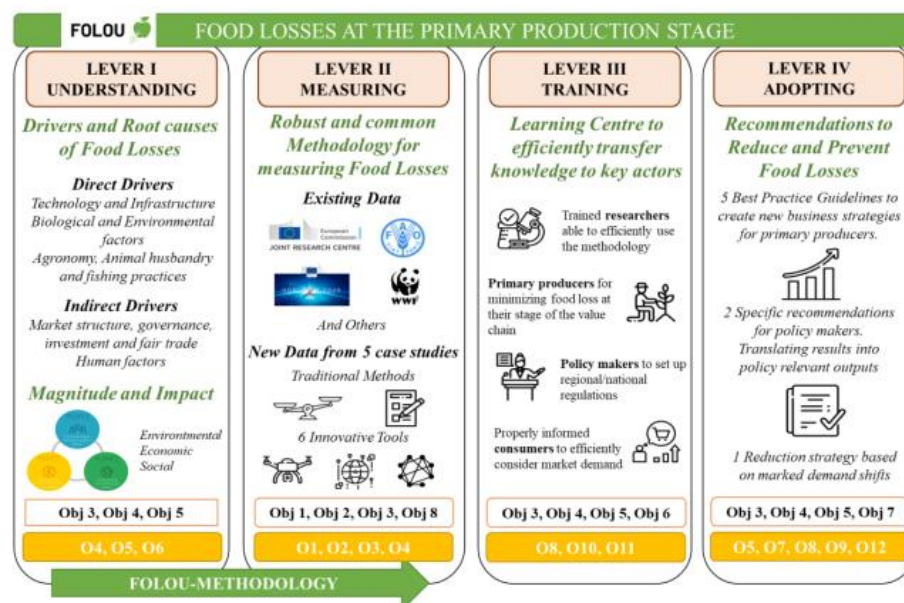 FOLOU
FOOD LOSSES AT THE PRIMARY PRODUCTION STAGE
LEVER I
UNDERSTANDING
Drivers and Root causes
of Food Losses
Direct Drivers
Technology and Infrastructure
Biological and Environmental
factors
Agronomy, Animal husbandry
and fishing practices
Indirect Drivers
Market structure, governance,
investment and fair trade
Human factors
Magnitude and Impact
Environtmental
Economic
Social
Obj 3, Obj 4, Obj 5
O4, O5, O6
LEVER II
MEASURING
Robust and common
Methodology for
measuring Food Losses
Existing Data
European
Commission
JOINT RESEARCH CENTRE
FAO
WWF
And Others
New Data from 5 case studies
Traditional Methods
6 Innovative Tools
Obj 1, Obj 2, Obj 3, Obj 8
O1, O2, O3, O4
LEVER III
TRAINING
Learning Centre to
efficiently transfer
knowledge to key actors
Trained researchers
able to efficiently use
the methodology
Primary producers for
minimizing food loss at
their stage of the value
chain
Policy makers to set up
regional/national
regulations
Properly informed
consumers to efficiently
consider market demand
Obj 3, Obj 4, Obj 5, Obj 6
O8, O10, O11
LEVER IV
ADOPTING
Recommendations to
Reduce and Prevent
Food Losses
5 Best Practice Guidelines to
create new business strategies
for primary producers.
2 Specific recommendations
for policy makers.
Translating results into
policy relevant outputs
1 Reduction strategy based
on marked demand shifts
Obj 3, Obj 4, Obj 5, Obj 7
O5, O7, O8, O9, O12
FOLOU-METHODOLOGY